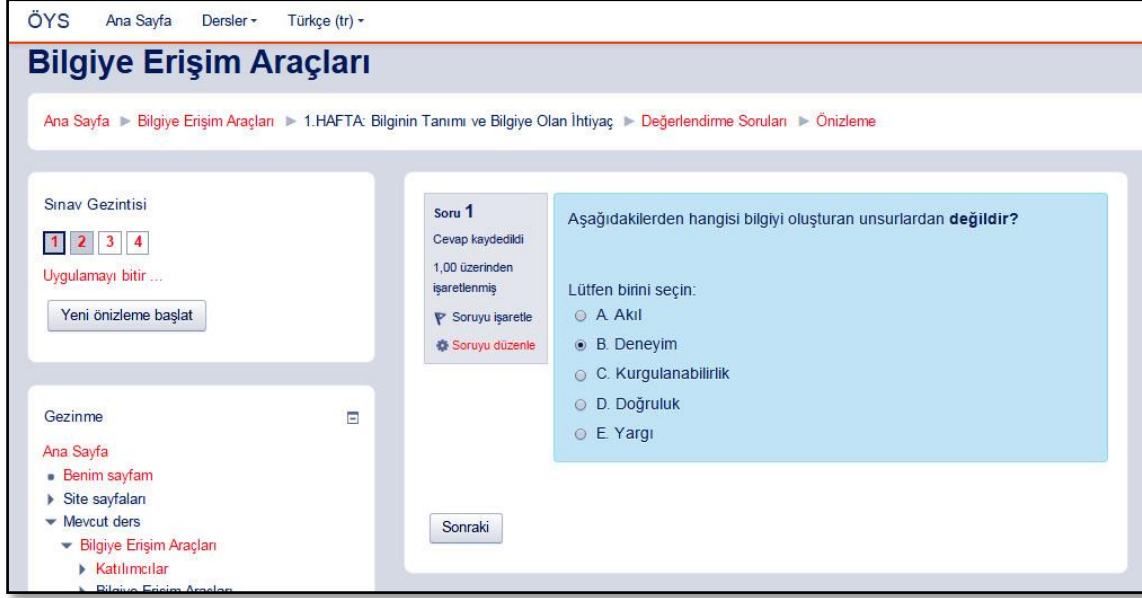 ÖYS Ana Sayfa Dersler Türkçe (tr)
Bilgiye Erişim Araçları
Ana Sayfa Bilgiye Erişim Araçları 1.HAFTA: Bilginin Tanımı ve Bilgiye Olan İhtiyaç Değerlendirme Soruları Önizleme
Sınav Gezintisi
1 2 3 4
Uygulamayı bitir ...
Yeni önizleme başlat
Soru 1
Cevap kaydedildi
1,00 üzerinden
işaretlenmiş
Soruyu işaretle
Soruyu düzenle
Aşağıdakilerden hangisi bilgiyi oluşturan unsurlardan değildir?
Lütfen birini seçin:
A. Akıl
B. Deneyim
C. Kurgulanabilirlik
D. Doğruluk
E. Yargı
Sonraki
Gezinme
Ana Sayfa
Benim sayfam
Site sayfaları
Mevcut ders
Bilgiye Erişim Araçları
Katılımcılar
Bilgiye Erişim Araçları